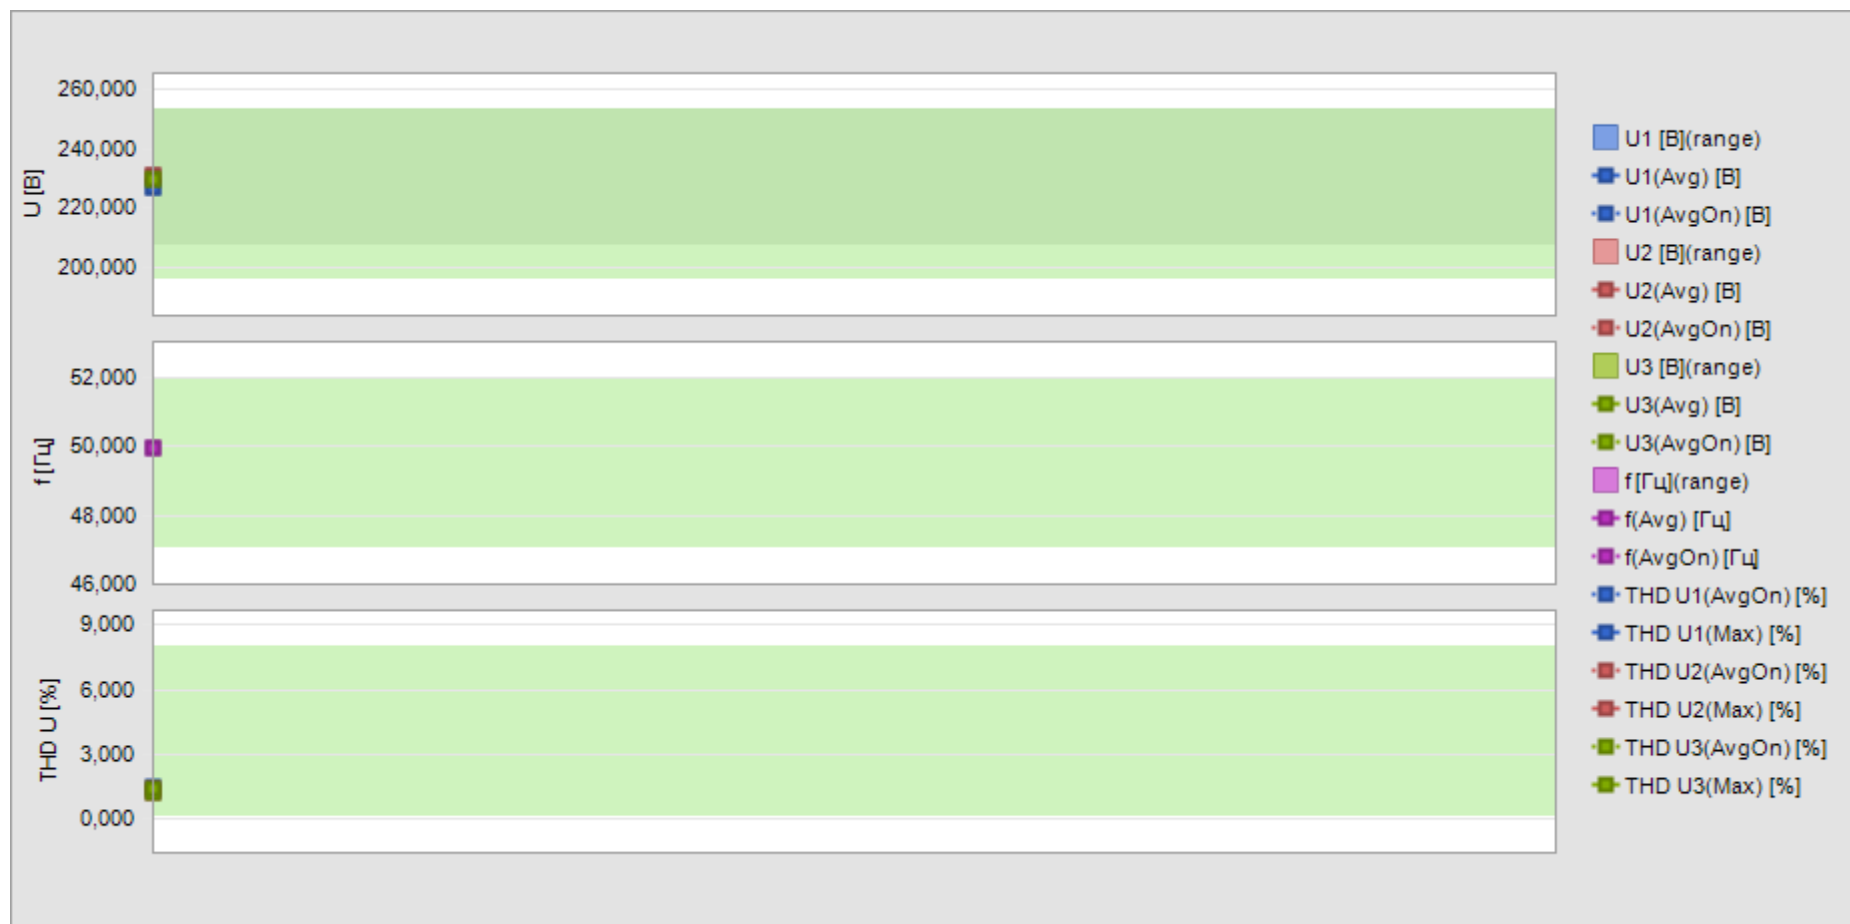 U [В]
260,000
240,000
220,000
200,000
f [Гц]
52,000
50,000
48,000
46,000
THD U [%]
9,000
6,000
3,000
0,000
U1 [В](range)
U1(Avg) [В]
U1(AvgOn) [В]
U2 [В](range)
U2(Avg) [В]
U2(AvgOn) [В]
U3 [В](range)
U3(Avg) [В]
U3(AvgOn) [В]
f [Гц](range)
f(Avg) [Гц]
f(AvgOn) [Гц]
THD U1(AvgOn) [%]
THD U1(Max) [%]
THD U2(AvgOn) [%]
THD U2(Max) [%]
THD U3(AvgOn) [%]
THD U3(Max) [%]